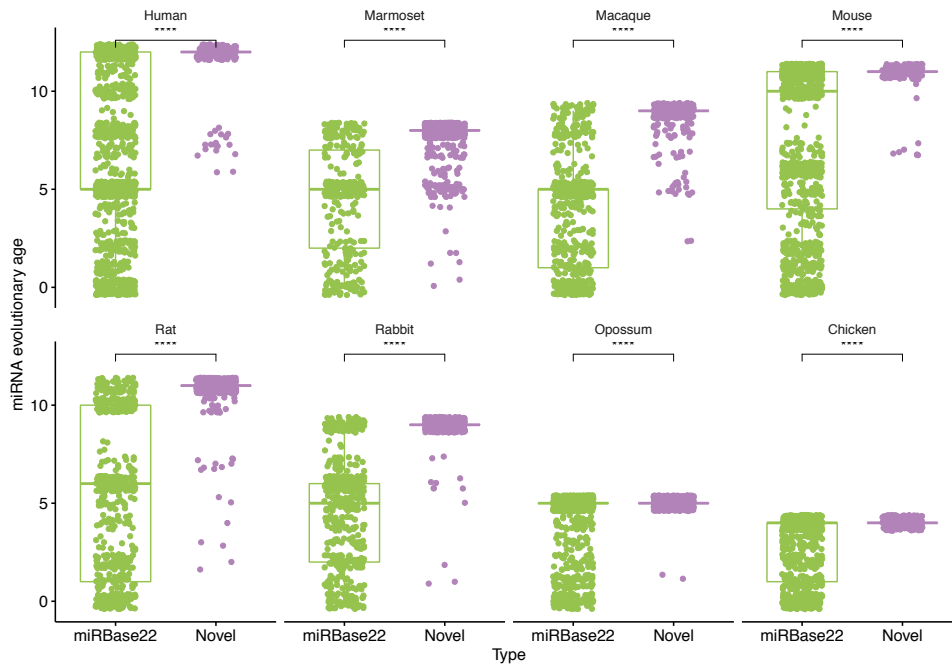 Human Marmoset Macaque Mouse
**** **** **** ****
10
5
0
miRNA evolutionary age
Rat Rabbit Opossum Chicken
**** **** **** ****
10
5
0
miRBase22 Novel miRBase22 Novel miRBase22 Novel miRBase22 Novel
Type